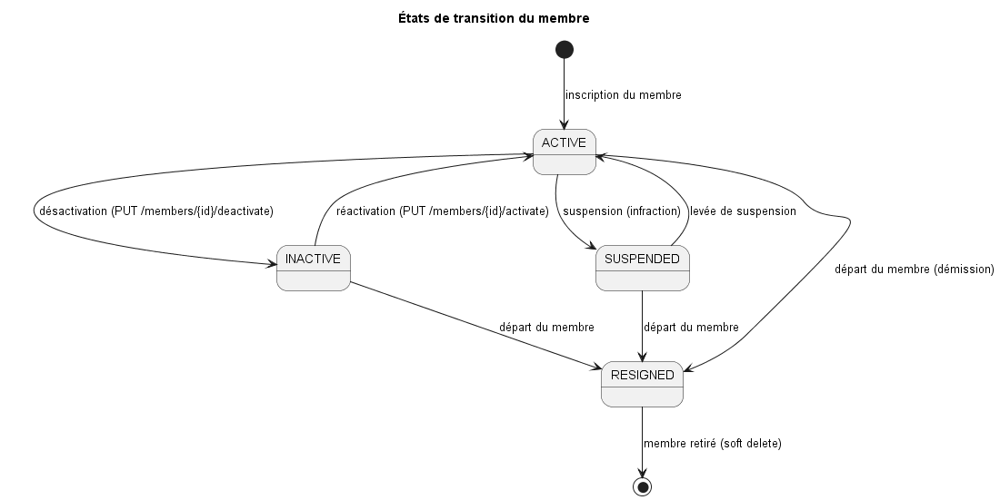 États de transition du membre
inscription du membre
ACTIVE
désactivation (PUT /members/{id}/deactivate)
réactivation (PUT /members/{id}/activate)
suspension (infraction)
levée de suspension
INACTIVE
SUSPENDED
départ du membre (démission)
départ du membre
départ du membre
RESIGNED
membre retiré (soft delete)